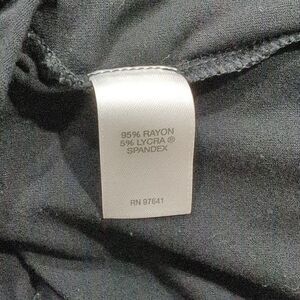 95% RAYON
5% LYCRA ®
SPANDEX
RN 97641